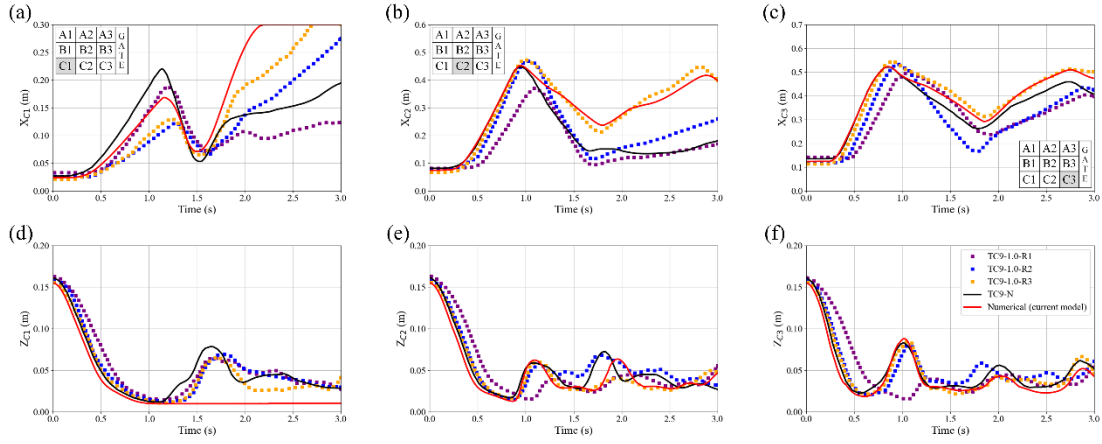 (a)
0.30
0.25
0.20
0.15
0.10
0.05
0.00
X_C1 (m)
A1 A2 A3
B1 B2 B3
C1 C2 C3
GATE
0.0 0.5 1.0 1.5 2.0 2.5 3.0
Time (s)
(b)
0.6
0.5
0.4
0.3
0.2
0.1
0.0
X_C2 (m)
A1 A2 A3
B1 B2 B3
C1 C2 C3
GATE
0.0 0.5 1.0 1.5 2.0 2.5 3.0
Time (s)
(c)
0.7
0.6
0.5
0.4
0.3
0.2
0.1
0.0
X_C3 (m)
A1 A2 A3
B1 B2 B3
C1 C2 C3
GATE
0.0 0.5 1.0 1.5 2.0 2.5 3.0
Time (s)
(d)
0.20
0.15
0.10
0.05
0.00
Z_C1 (m)
0.0 0.5 1.0 1.5 2.0 2.5 3.0
Time (s)
(e)
0.20
0.15
0.10
0.05
0.00
Z_C2 (m)
0.0 0.5 1.0 1.5 2.0 2.5 3.0
Time (s)
(f)
0.20
0.15
0.10
0.05
0.00
Z_C3 (m)
TC9-1.0-R1
TC9-1.0-R2
TC9-1.0-R3
TC9-N
Numerical (current model)
0.0 0.5 1.0 1.5 2.0 2.5 3.0
Time (s)